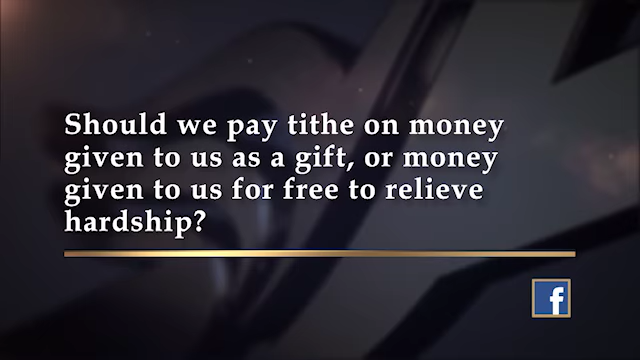 Should we pay tithe on money
given to us as a gift, or money
given to us for free to relieve
hardship?
f